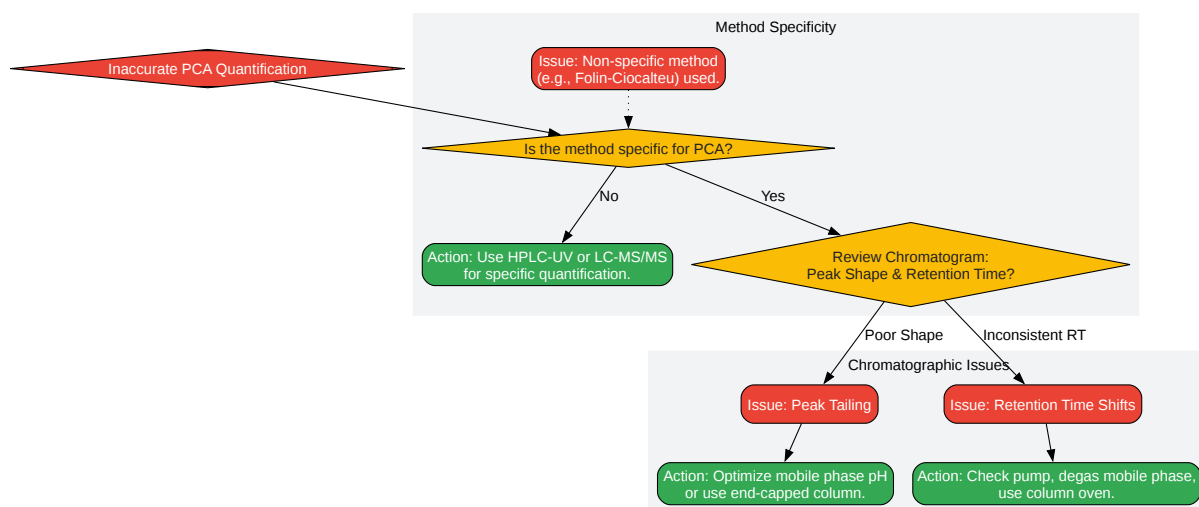 Method Specificity
Inaccurate PCA Quantification
Issue: Non-specific method
(e.g., Folin-Ciocalteu) used.
Is the method specific for PCA?
No
Yes
Action: Use HPLC-UV or LC-MS/MS
for specific quantification.
Review Chromatogram:
Peak Shape & Retention Time?
Poor Shape
Inconsistent RT
Chromatographic Issues
Issue: Peak Tailing
Issue: Retention Time Shifts
Action: Optimize mobile phase pH
or use end-capped column.
Action: Check pump, degas mobile phase,
use column oven.